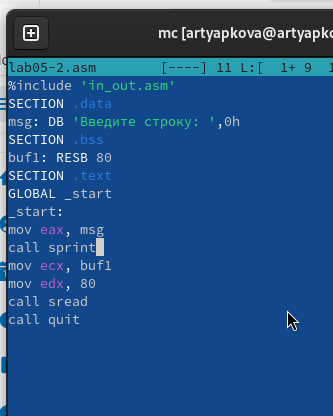 mc [artyapkova@artyapko
lab05-2.asm [----] 11 L:[ 1+ 9 1
%include 'in_out.asm'
SECTION .data
msg: DB 'Введите строку: ',0h
SECTION .bss
buf1: RESB 80
SECTION .text
GLOBAL _start
_start:
mov eax, msg
call sprint
mov ecx, buf1
mov edx, 80
call sread
call quit